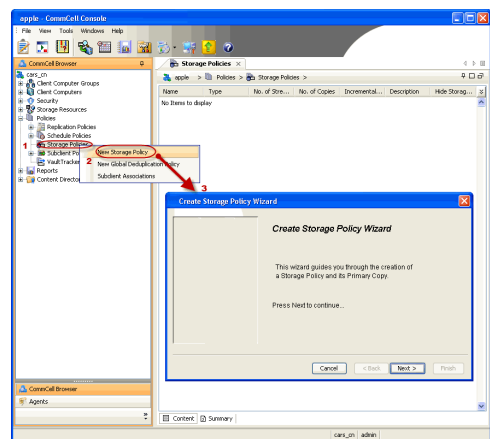 apple - CommCell Console
File View Tools Windows Help
CommCell Browser
Storage Policies
cars_cn
Client Computer Groups
Client Computers
Security
Storage Resources
Policies
Replication Policies
Schedule Policies
Storage Policies
Subclient Po
VaultTracker
Reports
Content Director
apple > Policies > Storage Policies >
Name Type No. of Stre... No. of Copies Incremental... Description Hide Storag...
No Items to display
1
2
3
New Storage Policy
New Global Deduplication Policy
Subclient Associations
Create Storage Policy Wizard
Create Storage Policy Wizard
This wizard guides you through the creation of
a Storage Policy and its Primary Copy.
Press Next to continue...
Cancel < Back Next > Finish
CommCell Browser
Agents
Content Summary
cars_cn admin